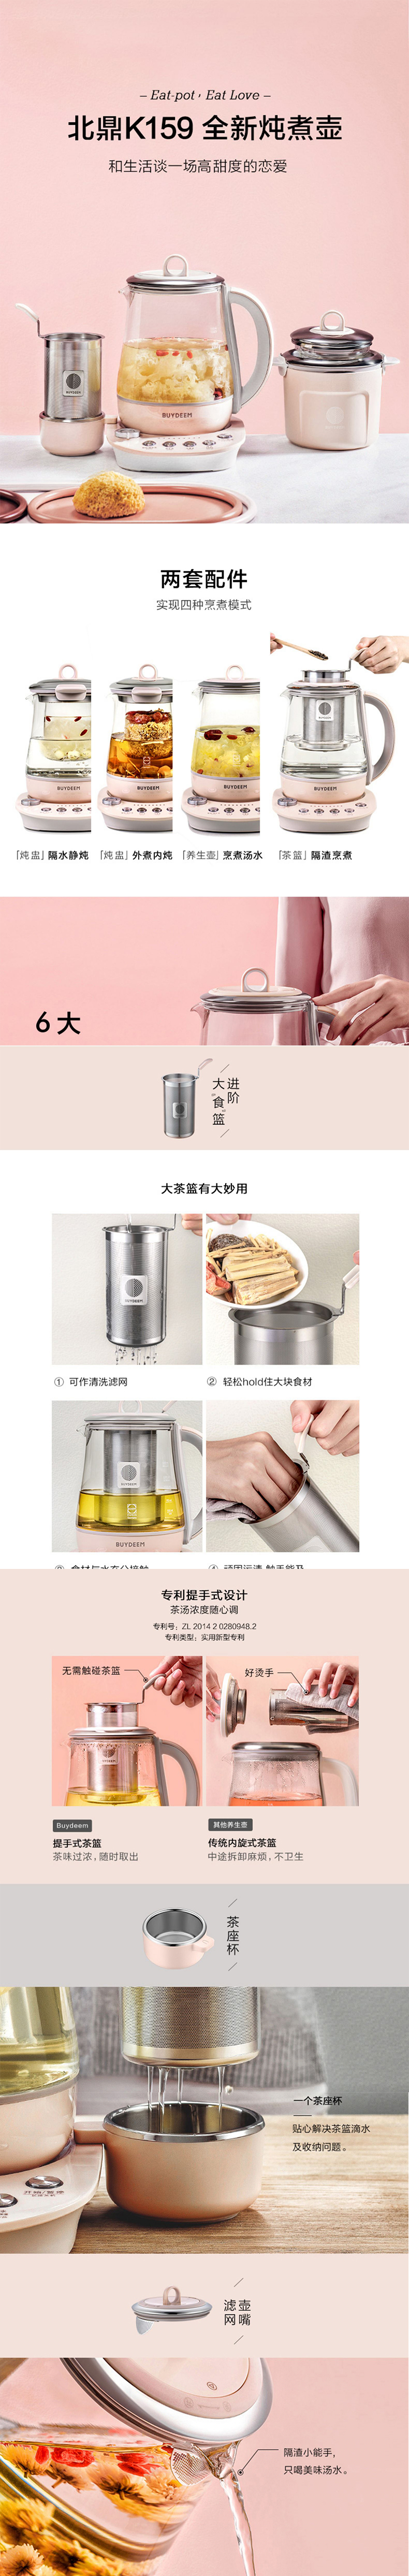 – Eat-pot，Eat Love –
北鼎K159 全新炖煮壶
和生活谈一场高甜度的恋爱
BUYDEEM
BUYDEEM
两套配件
实现四种烹煮模式
BUYDEEM
BUYDEEM
BUYDEEM
BUYDEEM
「炖盅」隔水静炖
「炖盅」外煮内炖
「养生壶」烹煮汤水
「茶篮」隔渣烹煮
6 大
进阶
大“食”篮
大茶篮有大妙用
BUYDEEM
① 可作清洗滤网
② 轻松hold住大块食材
BUYDEEM
专利提手式设计
茶汤浓度随心调
专利号：ZL 2014 2 0280948.2
专利类型：实用新型专利
无需触碰茶篮
好烫手
Buydeem
其他养生壶
提手式茶篮
茶味过浓，随时取出
传统内旋式茶篮
中途拆卸麻烦，不卫生
茶座杯
一个茶座杯
贴心解决茶篮滴水
及收纳问题。
壶嘴
滤网
隔渣小能手，
只喝美味汤水。